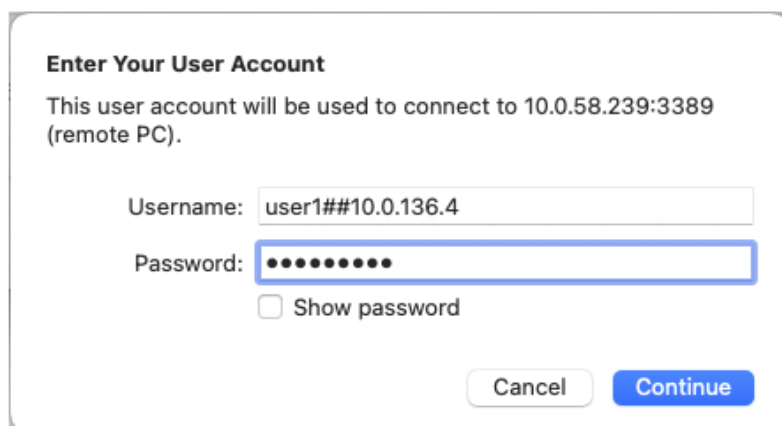 Enter Your User Account
This user account will be used to connect to 10.0.58.239:3389
(remote PC).
Username: user1##10.0.136.4
Password: •••••••••
Show password
Cancel Continue